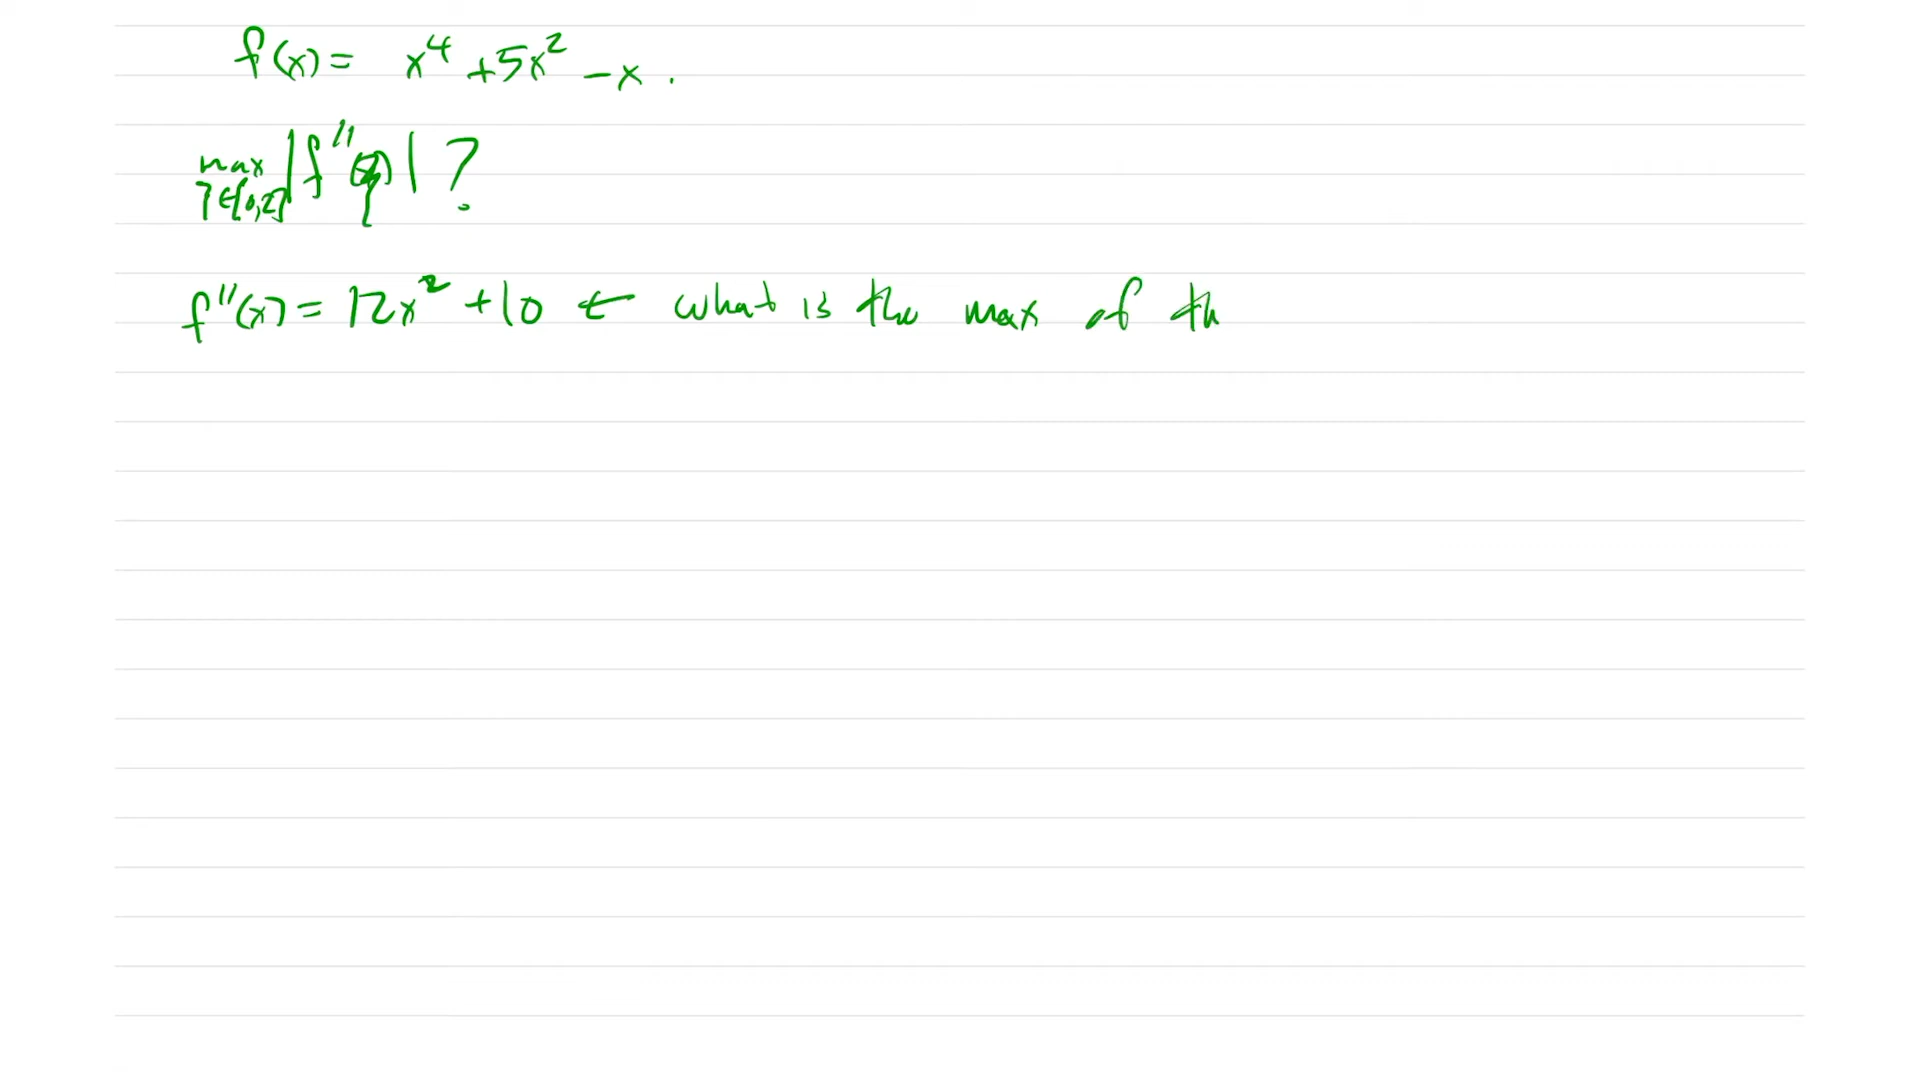 f(x) = x⁴ + 5x² - x .
max |f''(η)| ?
η ∈ [0,2]
f''(x) = 12x² + 10 ← what is the max of th